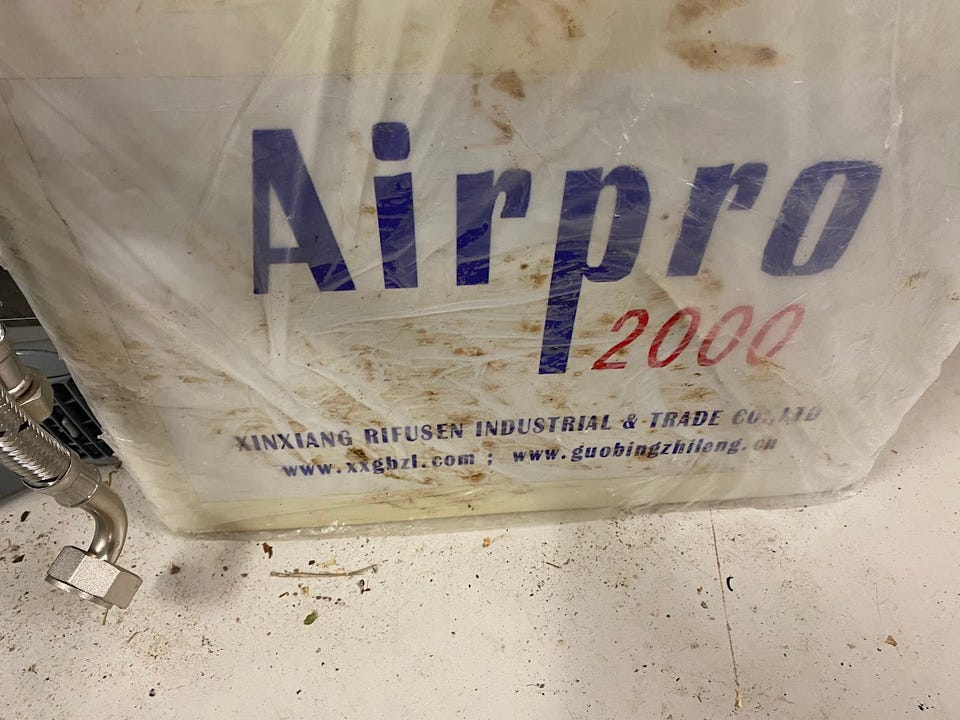 Airpro
2000
XINXIANG RIFUSEN INDUSTRIAL & TRADE CO.,LTD
www.xxgbzl.com ; www.guobingzhileng.cn